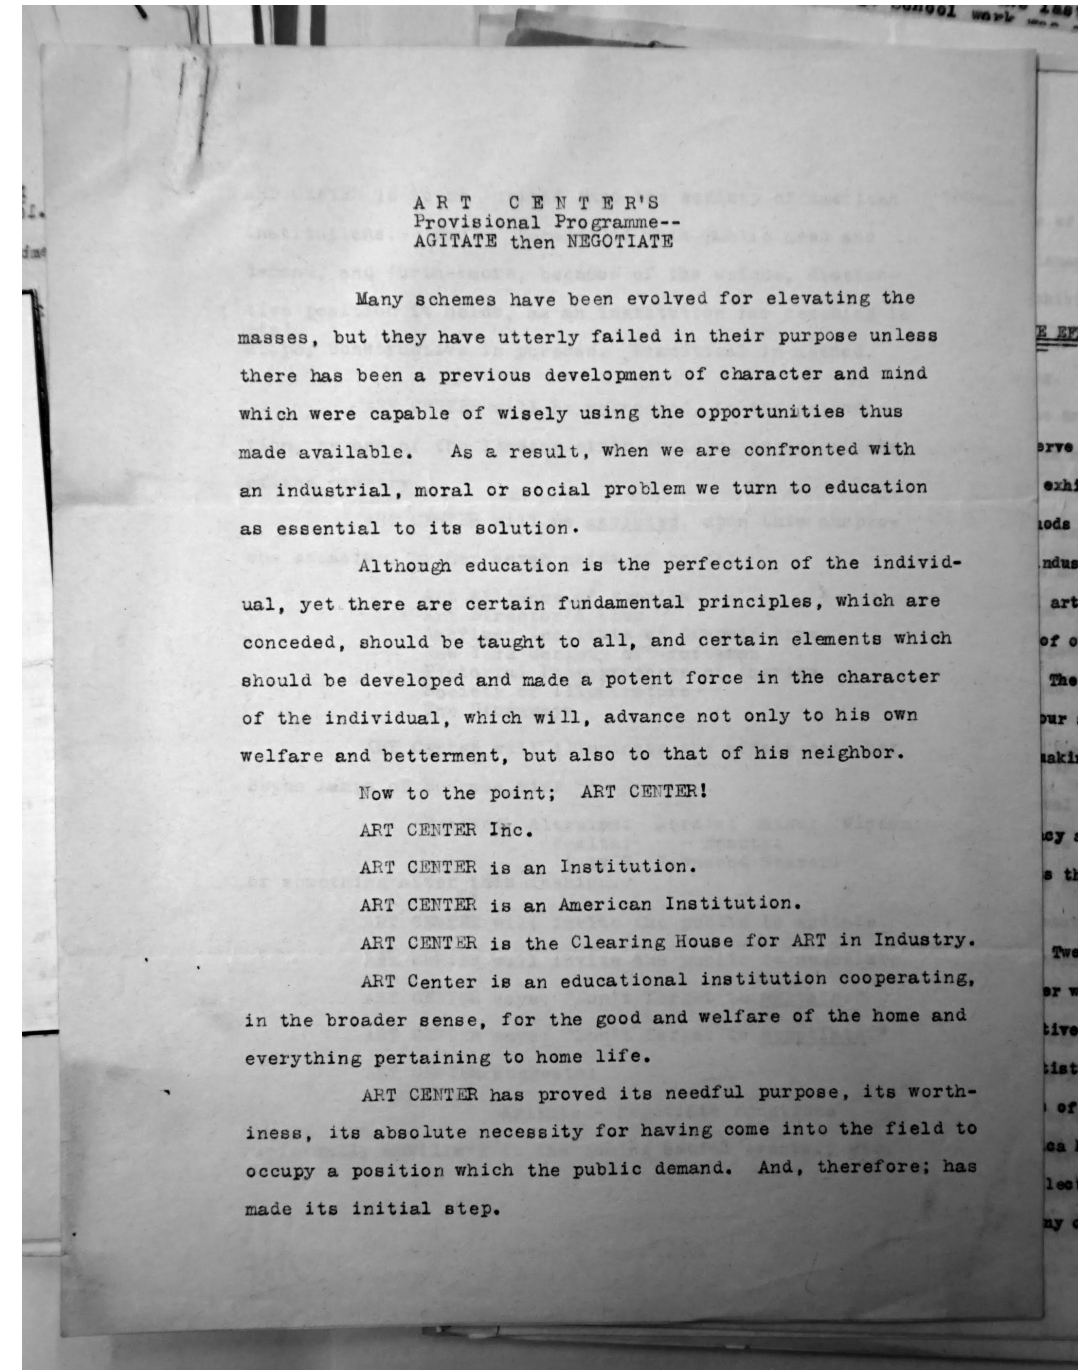 school work was
A R T   C E N T E R'S
Provisional Programme--
AGITATE then NEGOTIATE
Many schemes have been evolved for elevating the
masses, but they have utterly failed in their purpose unless
there has been a previous development of character and mind
which were capable of wisely using the opportunities thus
made available.  As a result, when we are confronted with
an industrial, moral or social problem we turn to education
as essential to its solution.
Although education is the perfection of the individ-
ual, yet there are certain fundamental principles, which are
conceded, should be taught to all, and certain elements which
should be developed and made a potent force in the character
of the individual, which will, advance not only to his own
welfare and betterment, but also to that of his neighbor.
Now to the point;  ART CENTER!
ART CENTER Inc.
ART CENTER is an Institution.
ART CENTER is an American Institution.
ART CENTER is the Clearing House for ART in Industry.
ART Center is an educational institution cooperating,
in the broader sense, for the good and welfare of the home and
everything pertaining to home life.
ART CENTER has proved its needful purpose, its worth-
iness, its absolute necessity for having come into the field to
occupy a position which the public demand.  And, therefore; has
made its initial step.